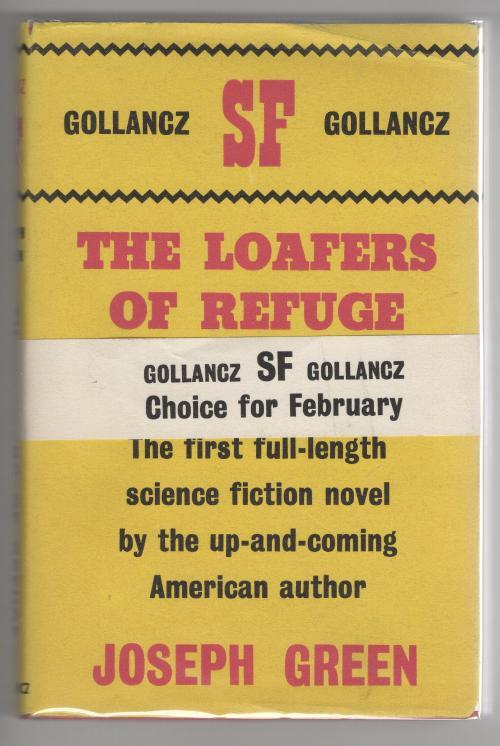 GOLLANCZ SF GOLLANCZ
THE LOAFERS
OF REFUGE
GOLLANCZ SF GOLLANCZ
Choice for February
The first full-length
science fiction novel
by the up-and-coming
American author
JOSEPH GREEN